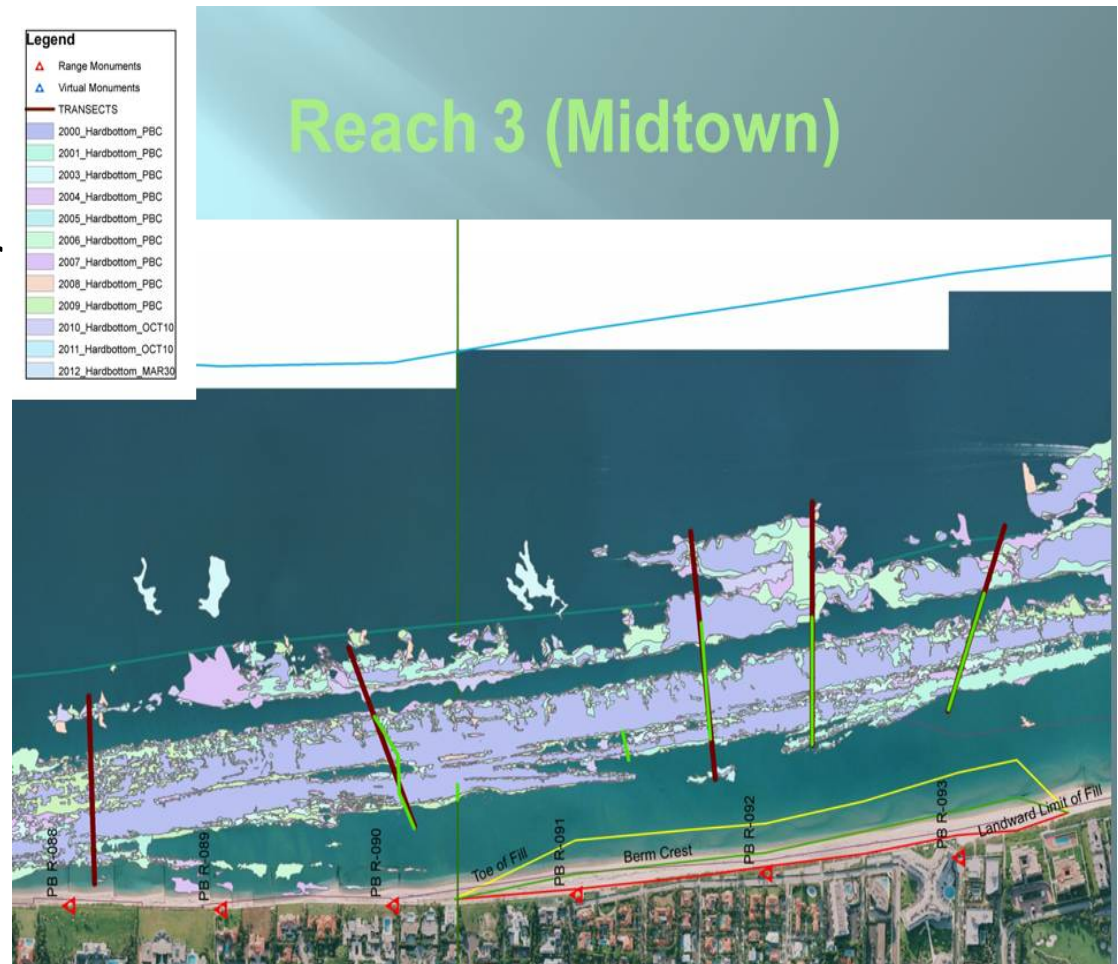 Legend
Range Monuments
Virtual Monuments
TRANSECTS
2000_Hardbottom_PBC
2001_Hardbottom_PBC
2003_Hardbottom_PBC
2004_Hardbottom_PBC
2005_Hardbottom_PBC
2006_Hardbottom_PBC
2007_Hardbottom_PBC
2008_Hardbottom_PBC
2009_Hardbottom_PBC
2010_Hardbottom_OCT10
2011_Hardbottom_OCT10
2012_Hardbottom_MAR30
Reach 3 (Midtown)
PB R-088
PB R-089
PB R-090
PB R-091
PB R-092
PB R-093
Toe of Fill
Berm Crest
Landward Limit of Fill